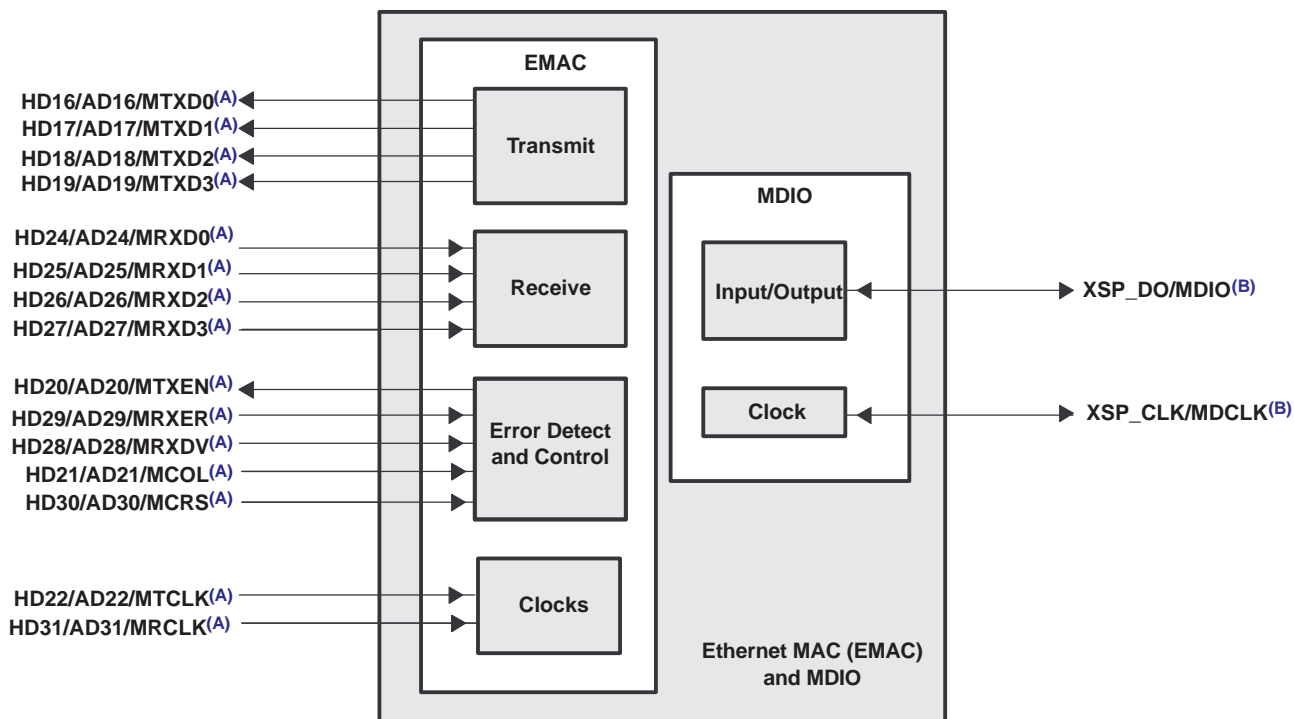 EMAC
HD16/AD16/MTXD0(A)
HD17/AD17/MTXD1(A)
HD18/AD18/MTXD2(A)
HD19/AD19/MTXD3(A)
Transmit
HD24/AD24/MRXD0(A)
HD25/AD25/MRXD1(A)
HD26/AD26/MRXD2(A)
HD27/AD27/MRXD3(A)
Receive
HD20/AD20/MTXEN(A)
HD29/AD29/MRXER(A)
HD28/AD28/MRXDV(A)
HD21/AD21/MCOL(A)
HD30/AD30/MCRS(A)
Error Detect
and Control
HD22/AD22/MTCLK(A)
HD31/AD31/MRCLK(A)
Clocks
MDIO
Input/Output
XSP_DO/MDIO(B)
Clock
XSP_CLK/MDCLK(B)
Ethernet MAC (EMAC)
and MDIO